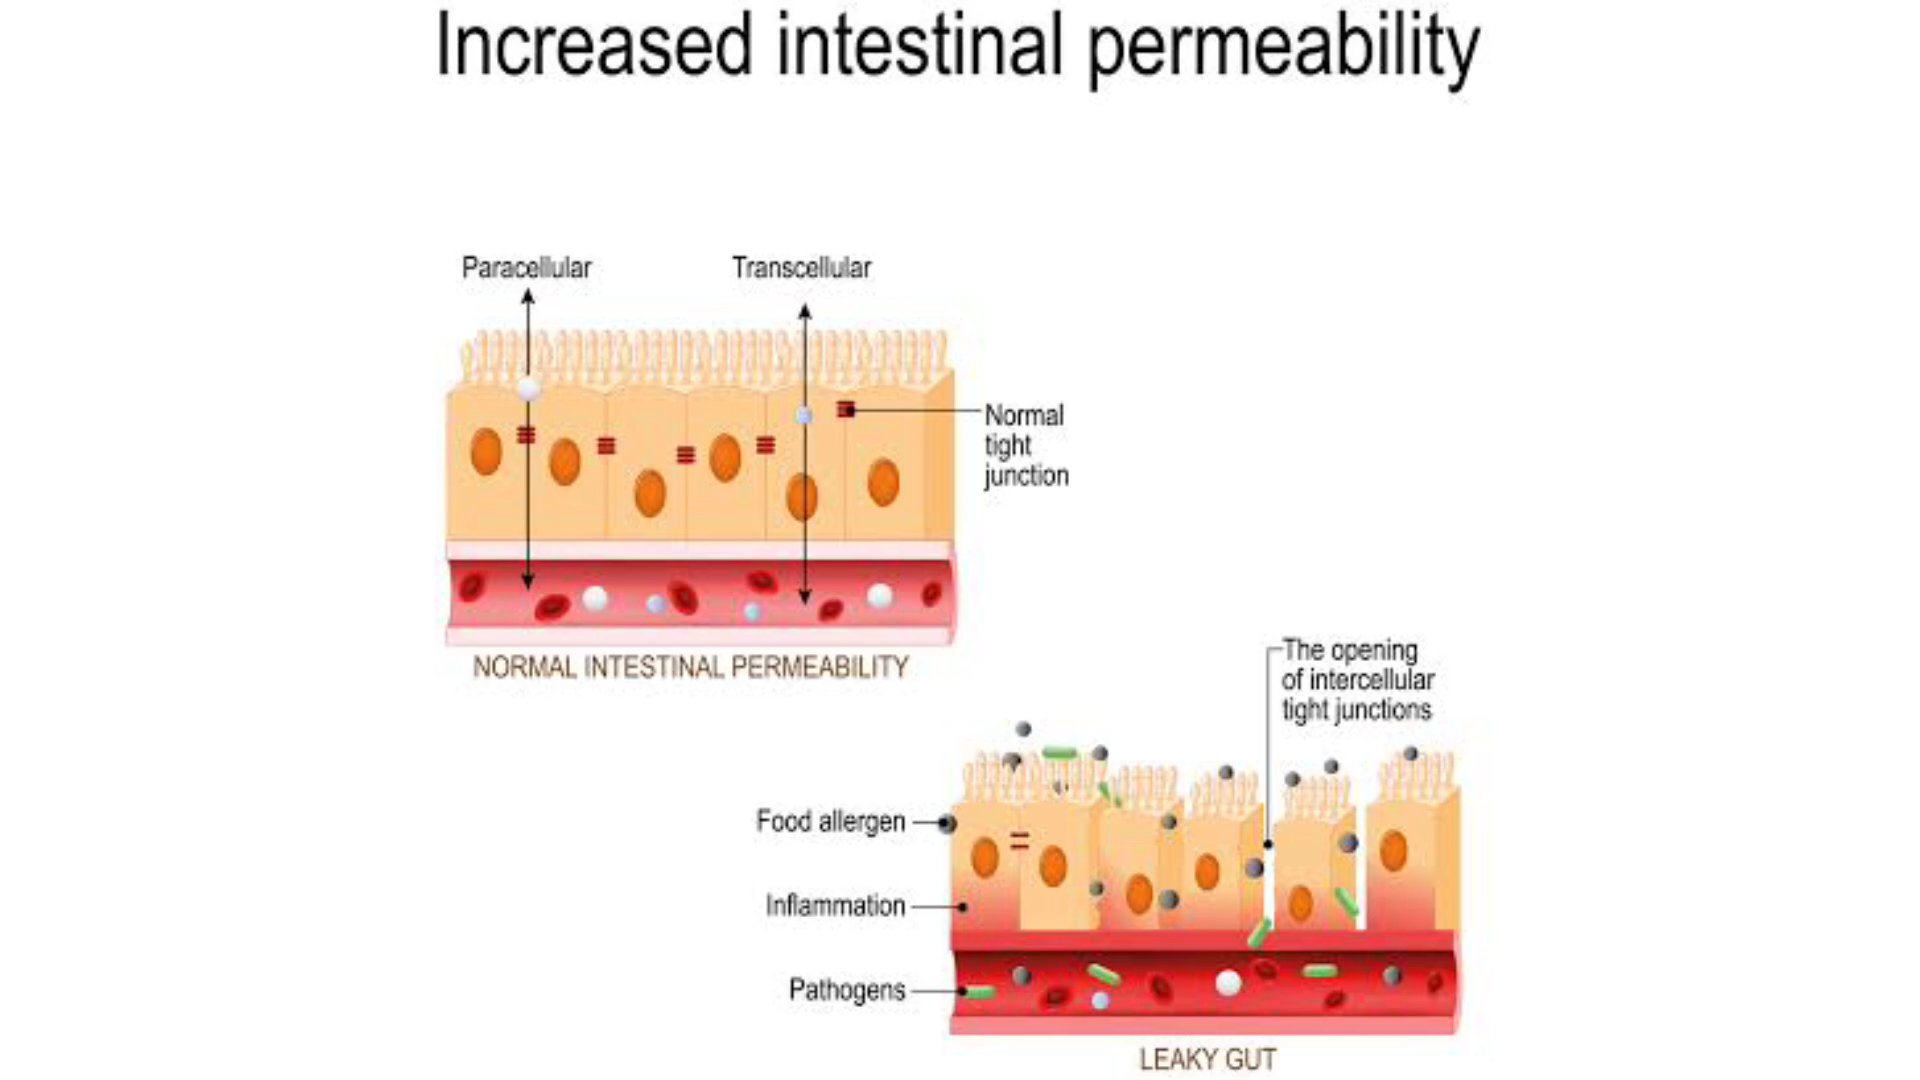 Increased intestinal permeability
Paracellular
Transcellular
Normal
tight
junction
NORMAL INTESTINAL PERMEABILITY
The opening
of intercellular
tight junctions
Food allergen
Inflammation
Pathogens
LEAKY GUT